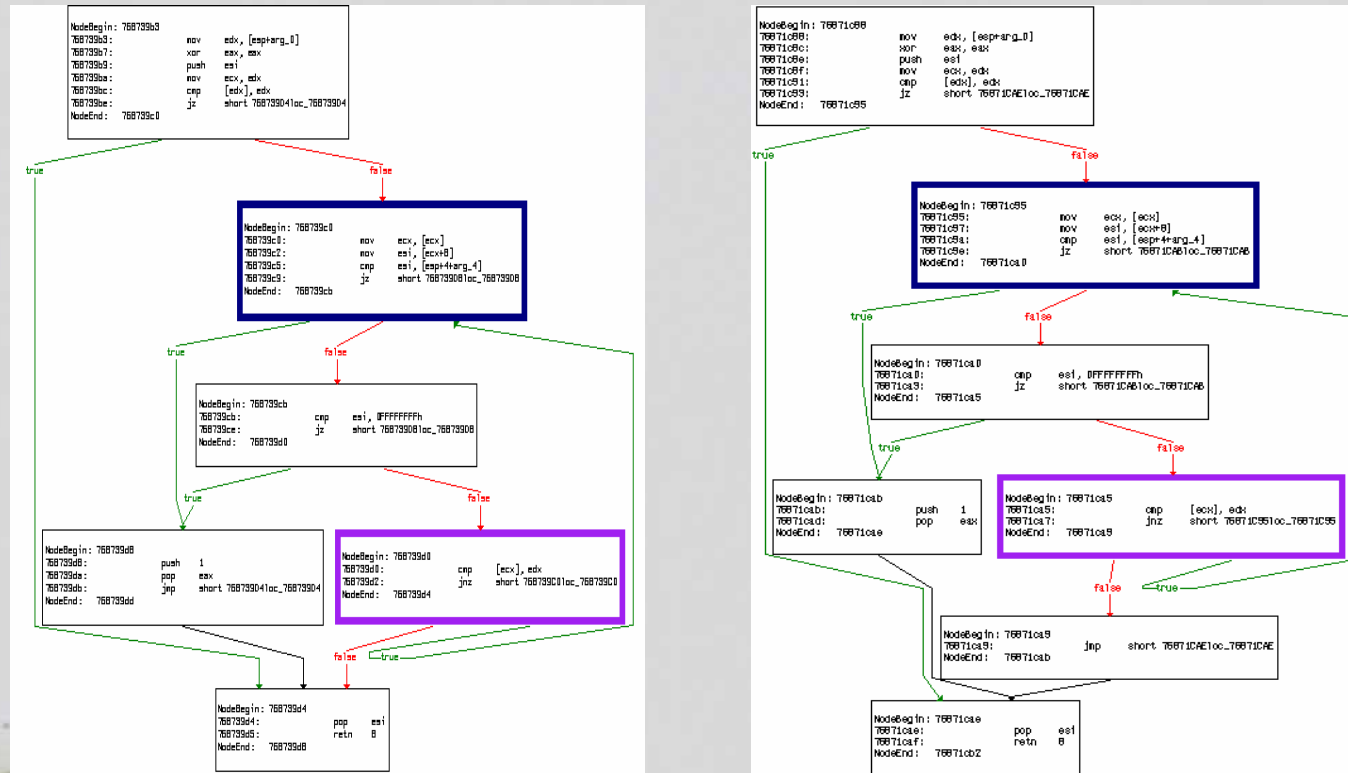 NodeBegin: 768739b3
768739b3: mov edx, [esp+arg_0]
768739b7: xor eax, eax
768739b9: push esi
768739ba: mov ecx, edx
768739bc: cmp [edx], edx
768739be: jz short 768739D4loc_768739D4
NodeEnd: 768739c0
true
false
NodeBegin: 768739c0
768739c0: mov ecx, [ecx]
768739c2: mov esi, [ecx+8]
768739c5: cmp esi, [esp+4+arg_4]
768739c9: jz short 768739D8loc_768739D8
NodeEnd: 768739cb
true
false
NodeBegin: 768739cb
768739cb: cmp esi, 0FFFFFFFFh
768739ce: jz short 768739D8loc_768739D8
NodeEnd: 768739d0
true
false
NodeBegin: 768739d8
768739d8: push 1
768739da: pop eax
768739db: jmp short 768739D4loc_768739D4
NodeEnd: 768739dd
NodeBegin: 768739d0
768739d0: cmp [ecx], edx
768739d2: jnz short 768739C0loc_768739C0
NodeEnd: 768739d4
false
true
NodeBegin: 768739d4
768739d4: pop esi
768739d5: retn 8
NodeEnd: 768739d8
NodeBegin: 76871c88
76871c88: mov edx, [esp+arg_0]
76871c8c: xor eax, eax
76871c8e: push esi
76871c8f: mov ecx, edx
76871c91: cmp [edx], edx
76871c93: jz short 76871CAEloc_76871CAE
NodeEnd: 76871c95
true
false
NodeBegin: 76871c95
76871c95: mov ecx, [ecx]
76871c97: mov esi, [ecx+8]
76871c9a: cmp esi, [esp+4+arg_4]
76871c9e: jz short 76871CABloc_76871CAB
NodeEnd: 76871ca0
true
false
NodeBegin: 76871ca0
76871ca0: cmp esi, 0FFFFFFFFh
76871ca3: jz short 76871CABloc_76871CAB
NodeEnd: 76871ca5
true
false
NodeBegin: 76871cab
76871cab: push 1
76871cad: pop eax
NodeEnd: 76871cae
NodeBegin: 76871ca5
76871ca5: cmp [ecx], edx
76871ca7: jnz short 76871C95loc_76871C95
NodeEnd: 76871ca9
false
true
NodeBegin: 76871ca9
76871ca9: jmp short 76871CAEloc_76871CAE
NodeEnd: 76871cab
NodeBegin: 76871cae
76871cae: pop esi
76871caf: retn 8
NodeEnd: 76871cb2